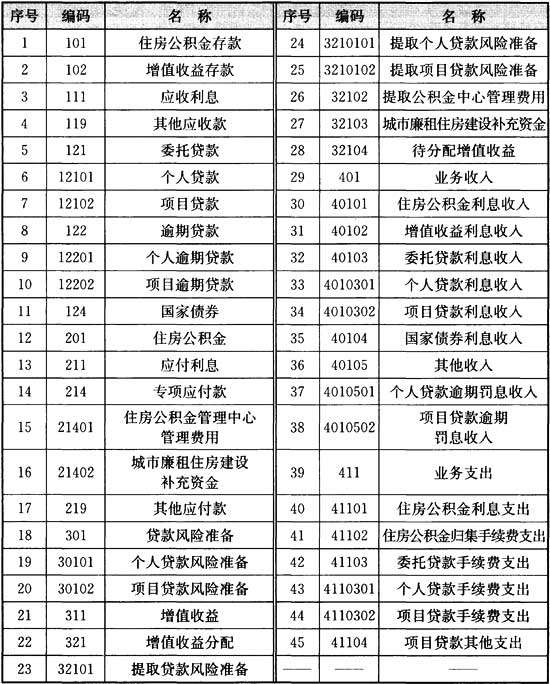 序号 编码 名称 序号 编码 名称
1 101 住房公积金存款 24 3210101 提取个人贷款风险准备
2 102 增值收益存款 25 3210102 提取项目贷款风险准备
3 111 应收利息 26 32102 提取公积金中心管理费用
4 119 其他应收款 27 32103 城市廉租住房建设补充资金
5 121 委托贷款 28 32104 待分配增值收益
6 12101 个人贷款 29 401 业务收入
7 12102 项目贷款 30 40101 住房公积金利息收入
8 122 逾期贷款 31 40102 增值收益利息收入
9 12201 个人逾期贷款 32 40103 委托贷款利息收入
10 12202 项目逾期贷款 33 4010301 个人贷款利息收入
11 124 国家债券 34 4010302 项目贷款利息收入
12 201 住房公积金 35 40104 国家债券利息收入
13 211 应付利息 36 40105 其他收入
14 214 专项应付款 37 4010501 个人贷款逾期罚息收入
15 21401 住房公积金管理中心 38 4010502 项目贷款逾期
管理费用 罚息收入
16 21402 城市廉租住房建设 39 411 业务支出
补充资金
17 219 其他应付款 40 41101 住房公积金利息支出
18 301 贷款风险准备 41 41102 住房公积金归集手续费支出
19 30101 个人贷款风险准备 42 41103 委托贷款手续费支出
20 30102 项目贷款风险准备 43 4110301 个人贷款手续费支出
21 311 增值收益 44 4110302 项目贷款手续费支出
22 321 增值收益分配 45 41104 项目贷款其他支出
23 32101 提取贷款风险准备 —— —— ——